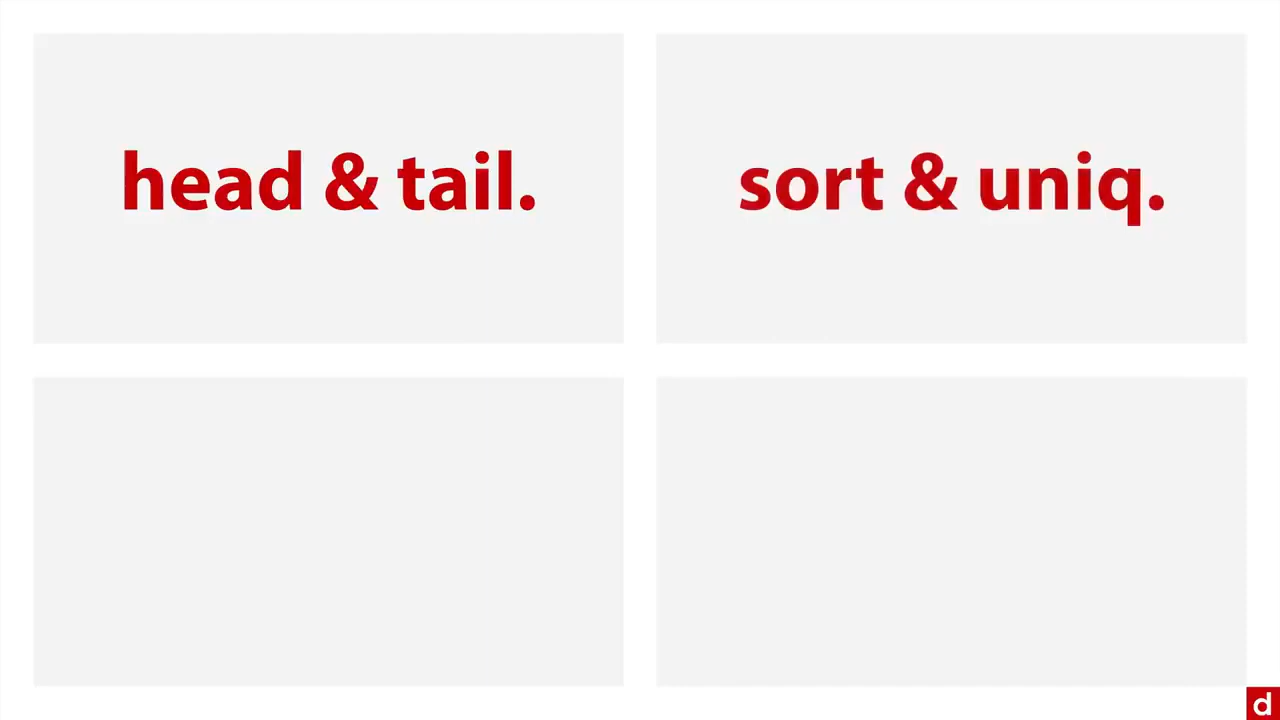 head & tail.
sort & uniq.
d